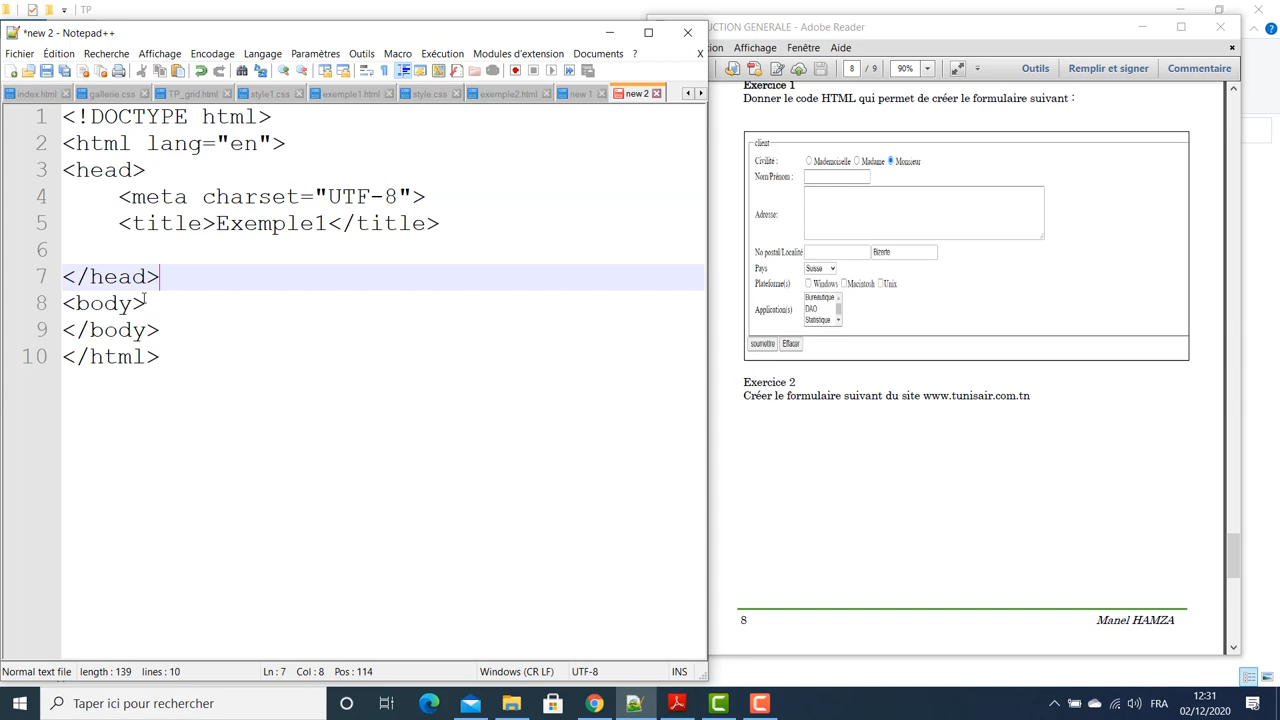 TP
*new 2 - Notepad++
CTION GENERALE - Adobe Reader
Fichier Édition Recherche Affichage Encodage Langage Paramètres Outils Macro Exécution Modules d'exten Documents ? X
ction Affichage Fenêtre Aide
8 / 9 90% Outils Remplir et signer Commentaire
index.html gallerie.css TP_grid.html style1.css exemple1.html style.css exemple2.html new 1 new 2
1 <!DOCTYPE html>
2 <html lang="en">
3 <head>
4 <meta charset="UTF-8">
5 <title>Exemple1</title>
6
7 </head>
8 <body>
9 </body>
10 </html>
Exercice 1
Donner le code HTML qui permet de créer le formulaire suivant :
client
Civilité : Mademoiselle Madame Monsieur
Nom/Prénom :
Adresse:
No postal/Localité Bizerte
Pays Suisse
Plateforme(s) Windows Macintosh Unix
Application(s) Bureautique
DAO
Statistique
soumettre Effacer
Exercice 2
Créer le formulaire suivant du site www.tunisair.com.tn
8 Manel HAMZA
Normal text file length : 139 lines : 10 Ln : 7 Col : 8 Pos : 114 Windows (CR LF) UTF-8 INS
Taper ici pour rechercher
FRA
12:31
02/12/2020